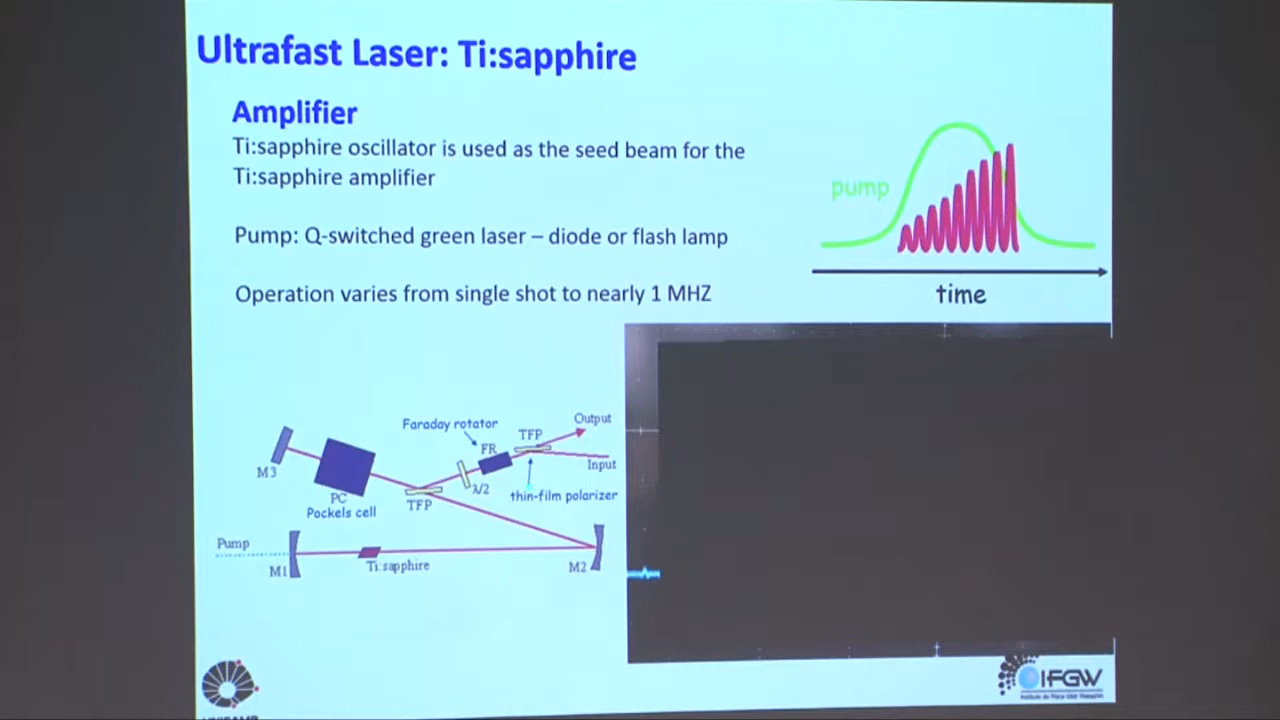 Ultrafast Laser: Ti:sapphire
Amplifier
Ti:sapphire oscillator is used as the seed beam for the
Ti:sapphire amplifier
pump
Pump: Q-switched green laser – diode or flash lamp
Operation varies from single shot to nearly 1 MHZ
time
Faraday rotator
TFP
Output
FR
M3
Input
λ/2
PC
TFP
thin-film polarizer
Pockels cell
Pump
M1
Ti:sapphire
M2
IFGW